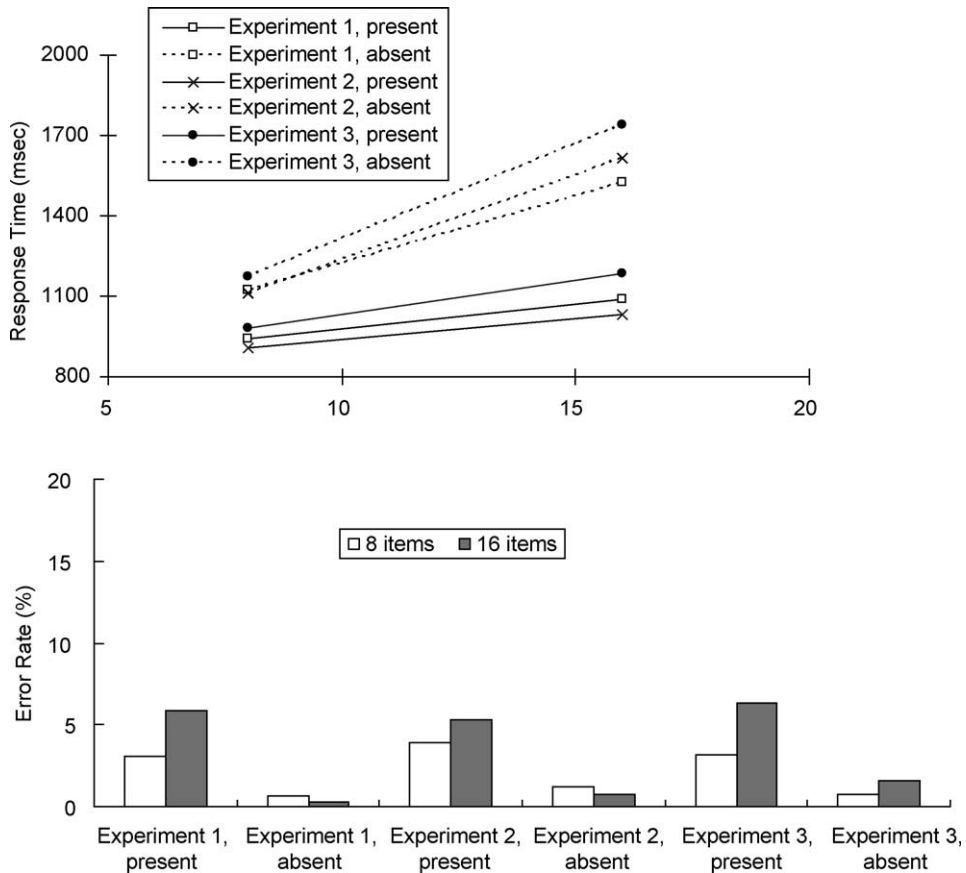 Experiment 1, present
Experiment 1, absent
Experiment 2, present
Experiment 2, absent
Experiment 3, present
Experiment 3, absent
Response Time (msec)
2000
1700
1400
1100
800
5
10
15
20
Error Rate (%)
20
15
10
5
0
8 items 16 items
Experiment 1, present
Experiment 1, absent
Experiment 2, present
Experiment 2, absent
Experiment 3, present
Experiment 3, absent